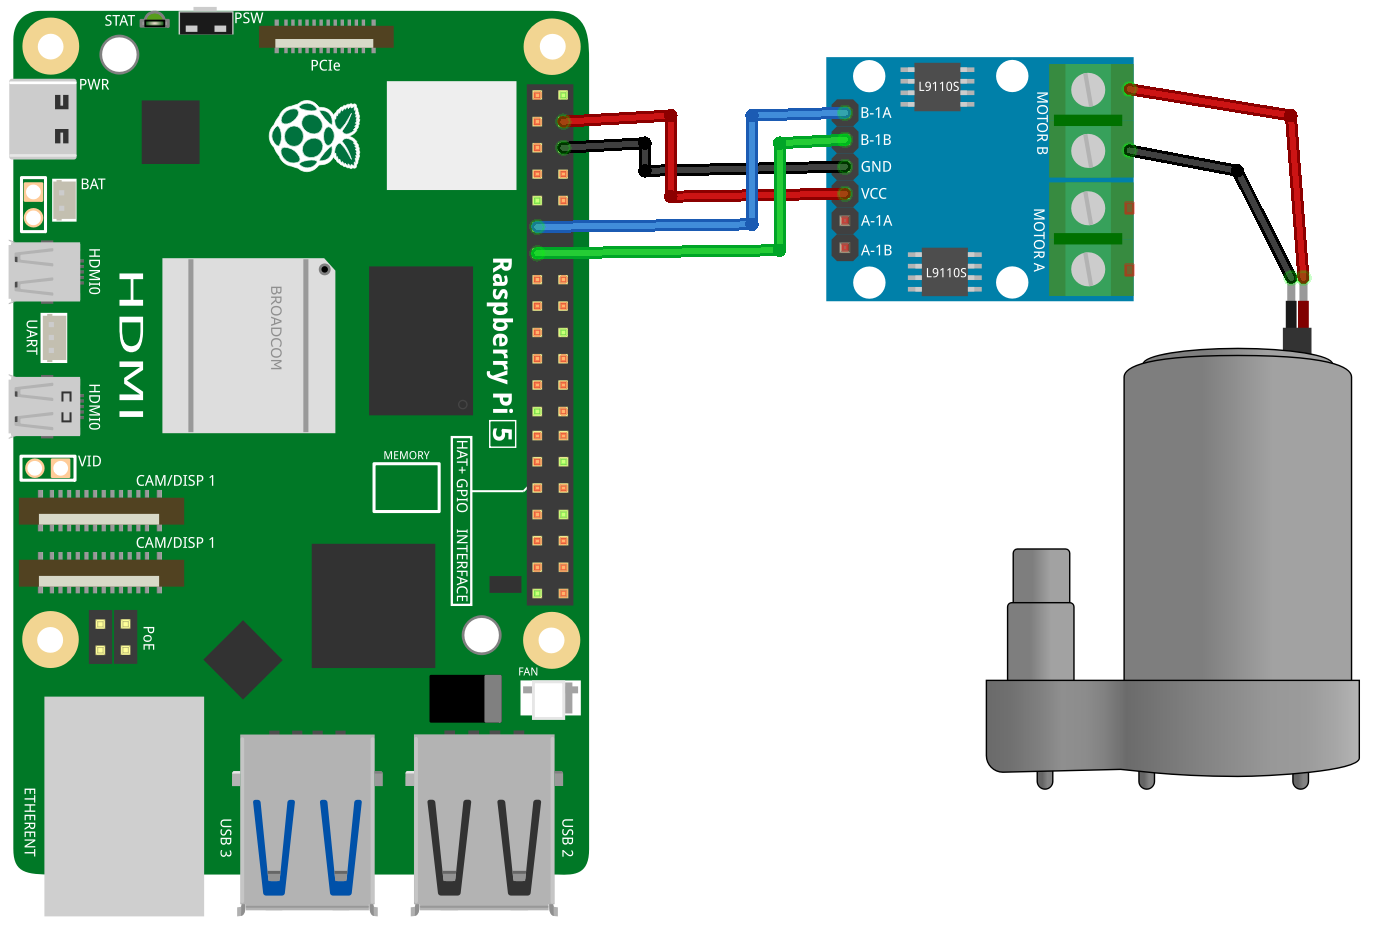 STAT
PSW
PCIe
PWR
BAT
HDMI0
HDMI
UART
HDMI0
VID
CAM/DISP 1
CAM/DISP 1
PoE
ETHERENT
USB 3
USB 2
FAN
BROADCOM
MEMORY
Raspberry Pi 5
HAT+ GPIO INTERFACE
L9110S
B-1A
B-1B
GND
VCC
A-1A
A-1B
L9110S
MOTOR B
MOTOR A